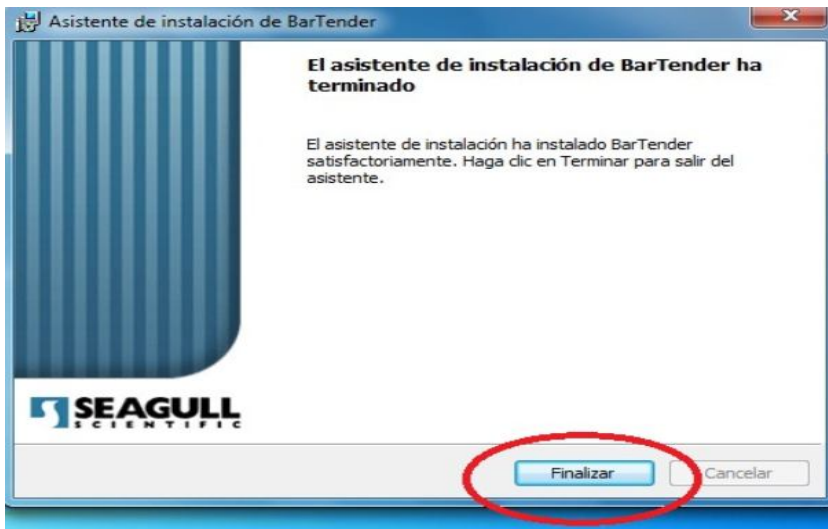 Asistente de instalación de BarTender
El asistente de instalación de BarTender ha
terminado
El asistente de instalación ha instalado BarTender
satisfactoriamente. Haga clic en Terminar para salir del
asistente.
SEAGULL
SCIENTIFIC
Finalizar
Cancelar